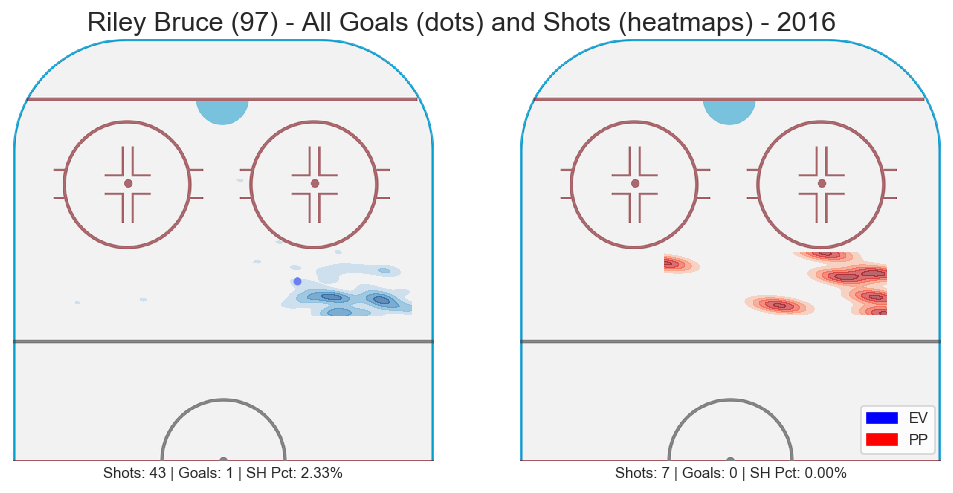 Riley Bruce (97) - All Goals (dots) and Shots (heatmaps) - 2016
EV
PP
Shots: 43 | Goals: 1 | SH Pct: 2.33%
Shots: 7 | Goals: 0 | SH Pct: 0.00%